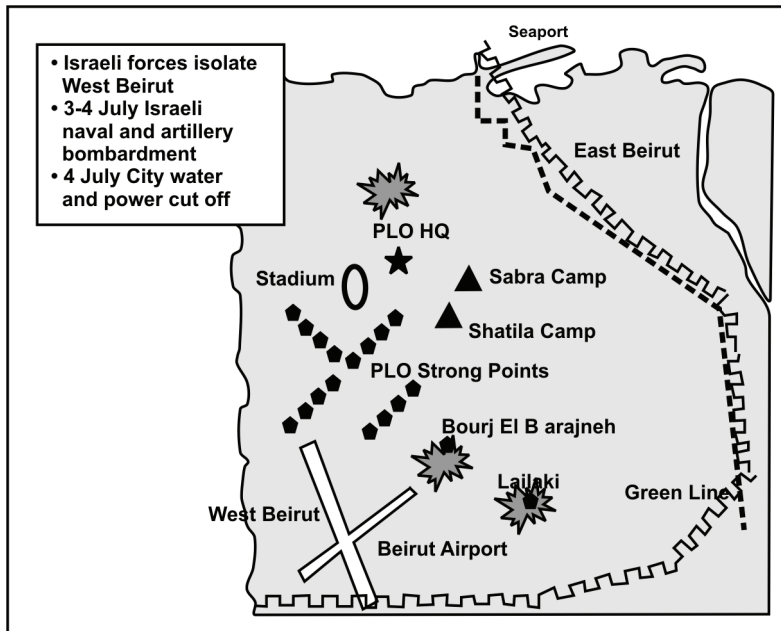 Seaport
• Israeli forces isolate
West Beirut
• 3-4 July Israeli
naval and artillery
bombardment
• 4 July City water
and power cut off
East Beirut
PLO HQ
Stadium
Sabra Camp
Shatila Camp
PLO Strong Points
Bourj El B arajneh
Lailaki
Green Line
West Beirut
Beirut Airport